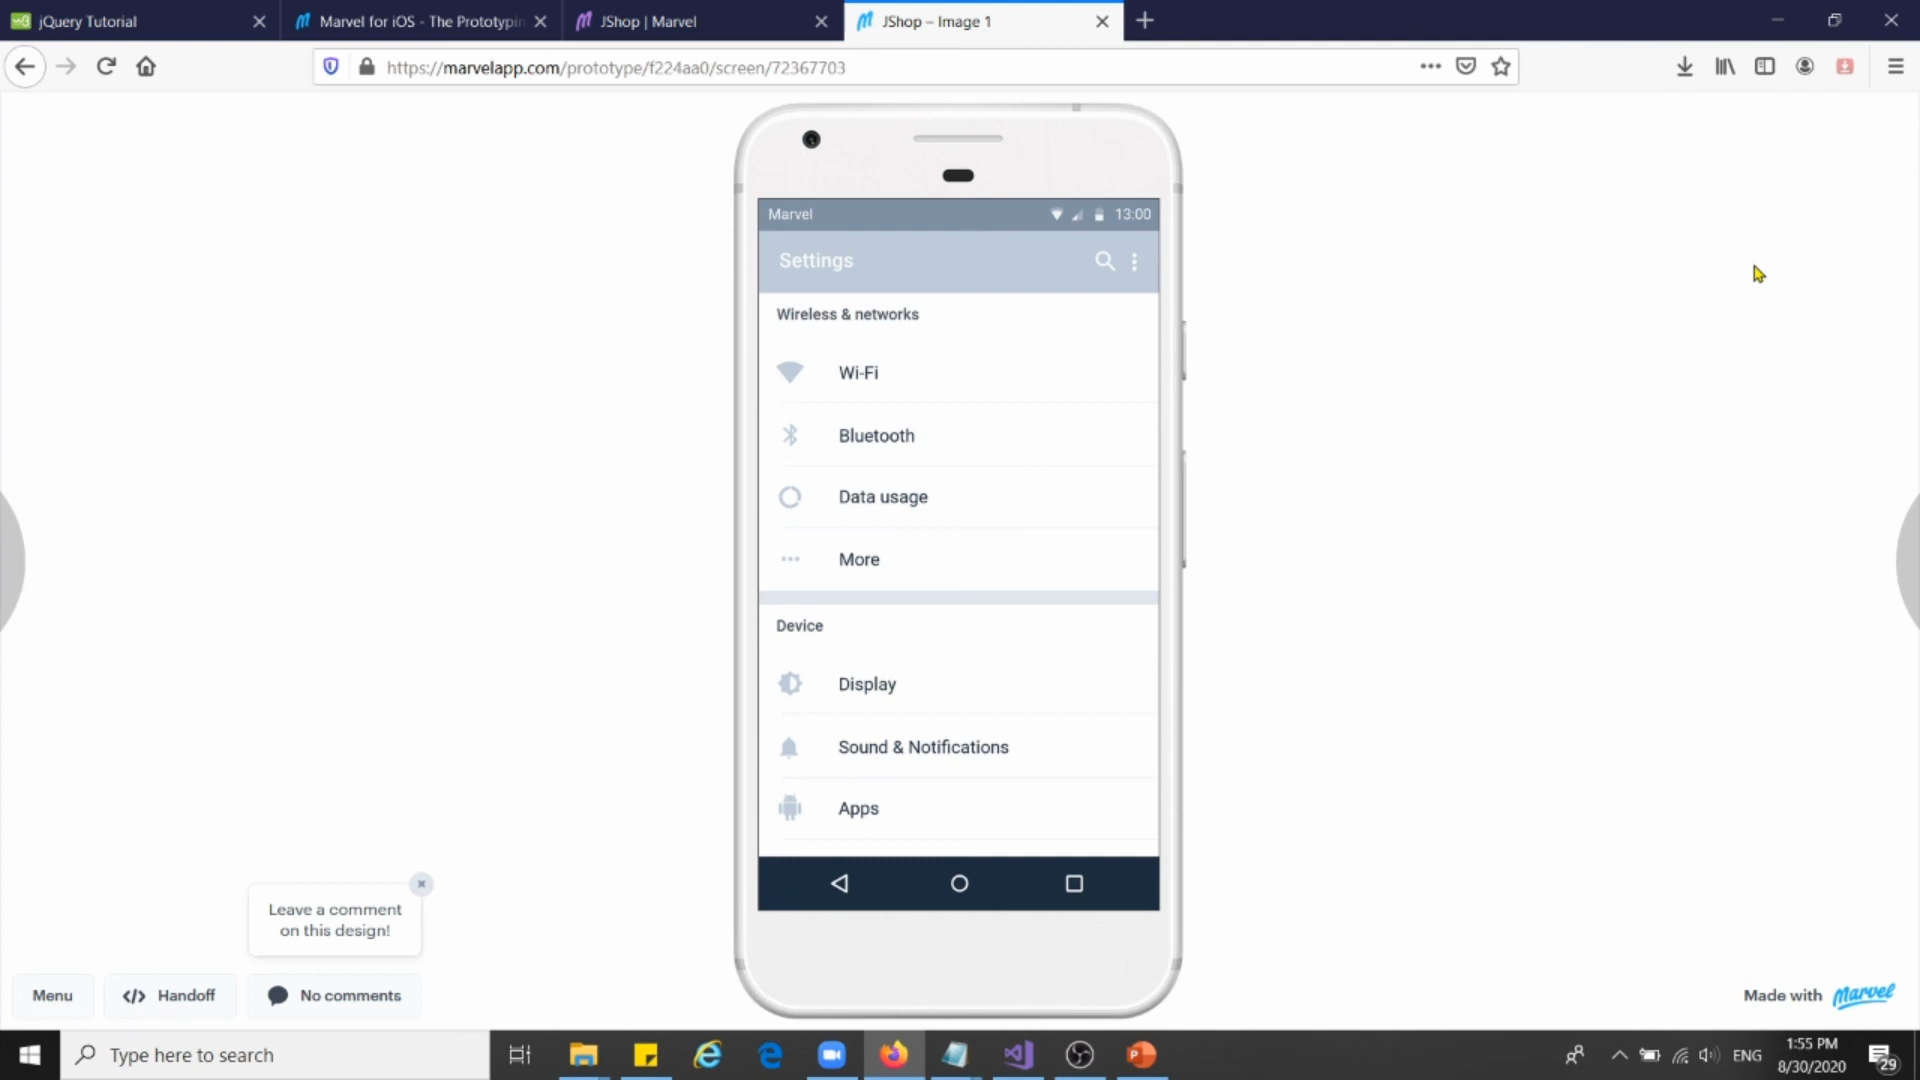 jQuery Tutorial
Marvel for iOS - The Prototypin
JShop | Marvel
JShop – Image 1
https://marvelapp.com/prototype/f224aa0/screen/72367703
Marvel
13:00
Settings
Wireless & networks
Wi-Fi
Bluetooth
Data usage
More
Device
Display
Sound & Notifications
Apps
Leave a comment
on this design!
Menu
</> Handoff
No comments
Made with Marvel
Type here to search
ENG
1:55 PM
8/30/2020
29